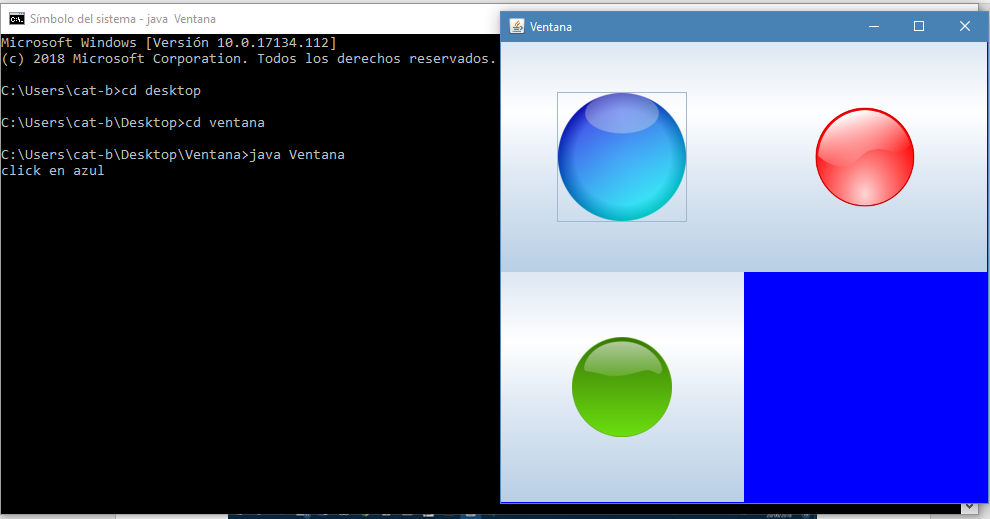 Símbolo del sistema - java  Ventana
Microsoft Windows [Versión 10.0.17134.112]
(c) 2018 Microsoft Corporation. Todos los derechos reservados.
C:\Users\cat-b>cd desktop
C:\Users\cat-b\Desktop>cd ventana
C:\Users\cat-b\Desktop\Ventana>java Ventana
click en azul
Ventana